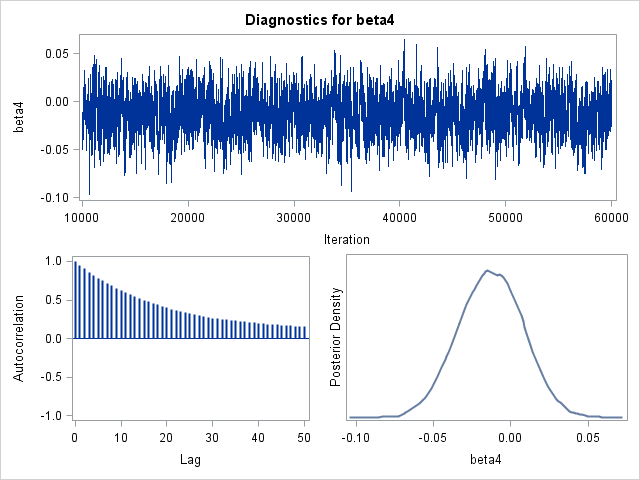 Diagnostics for beta4
0.05
0.00
-0.05
-0.10
beta4
10000 20000 30000 40000 50000 60000
Iteration
1.0
0.5
0.0
-0.5
-1.0
Autocorrelation
0 10 20 30 40 50
Lag
Posterior Density
-0.10 -0.05 0.00 0.05
beta4